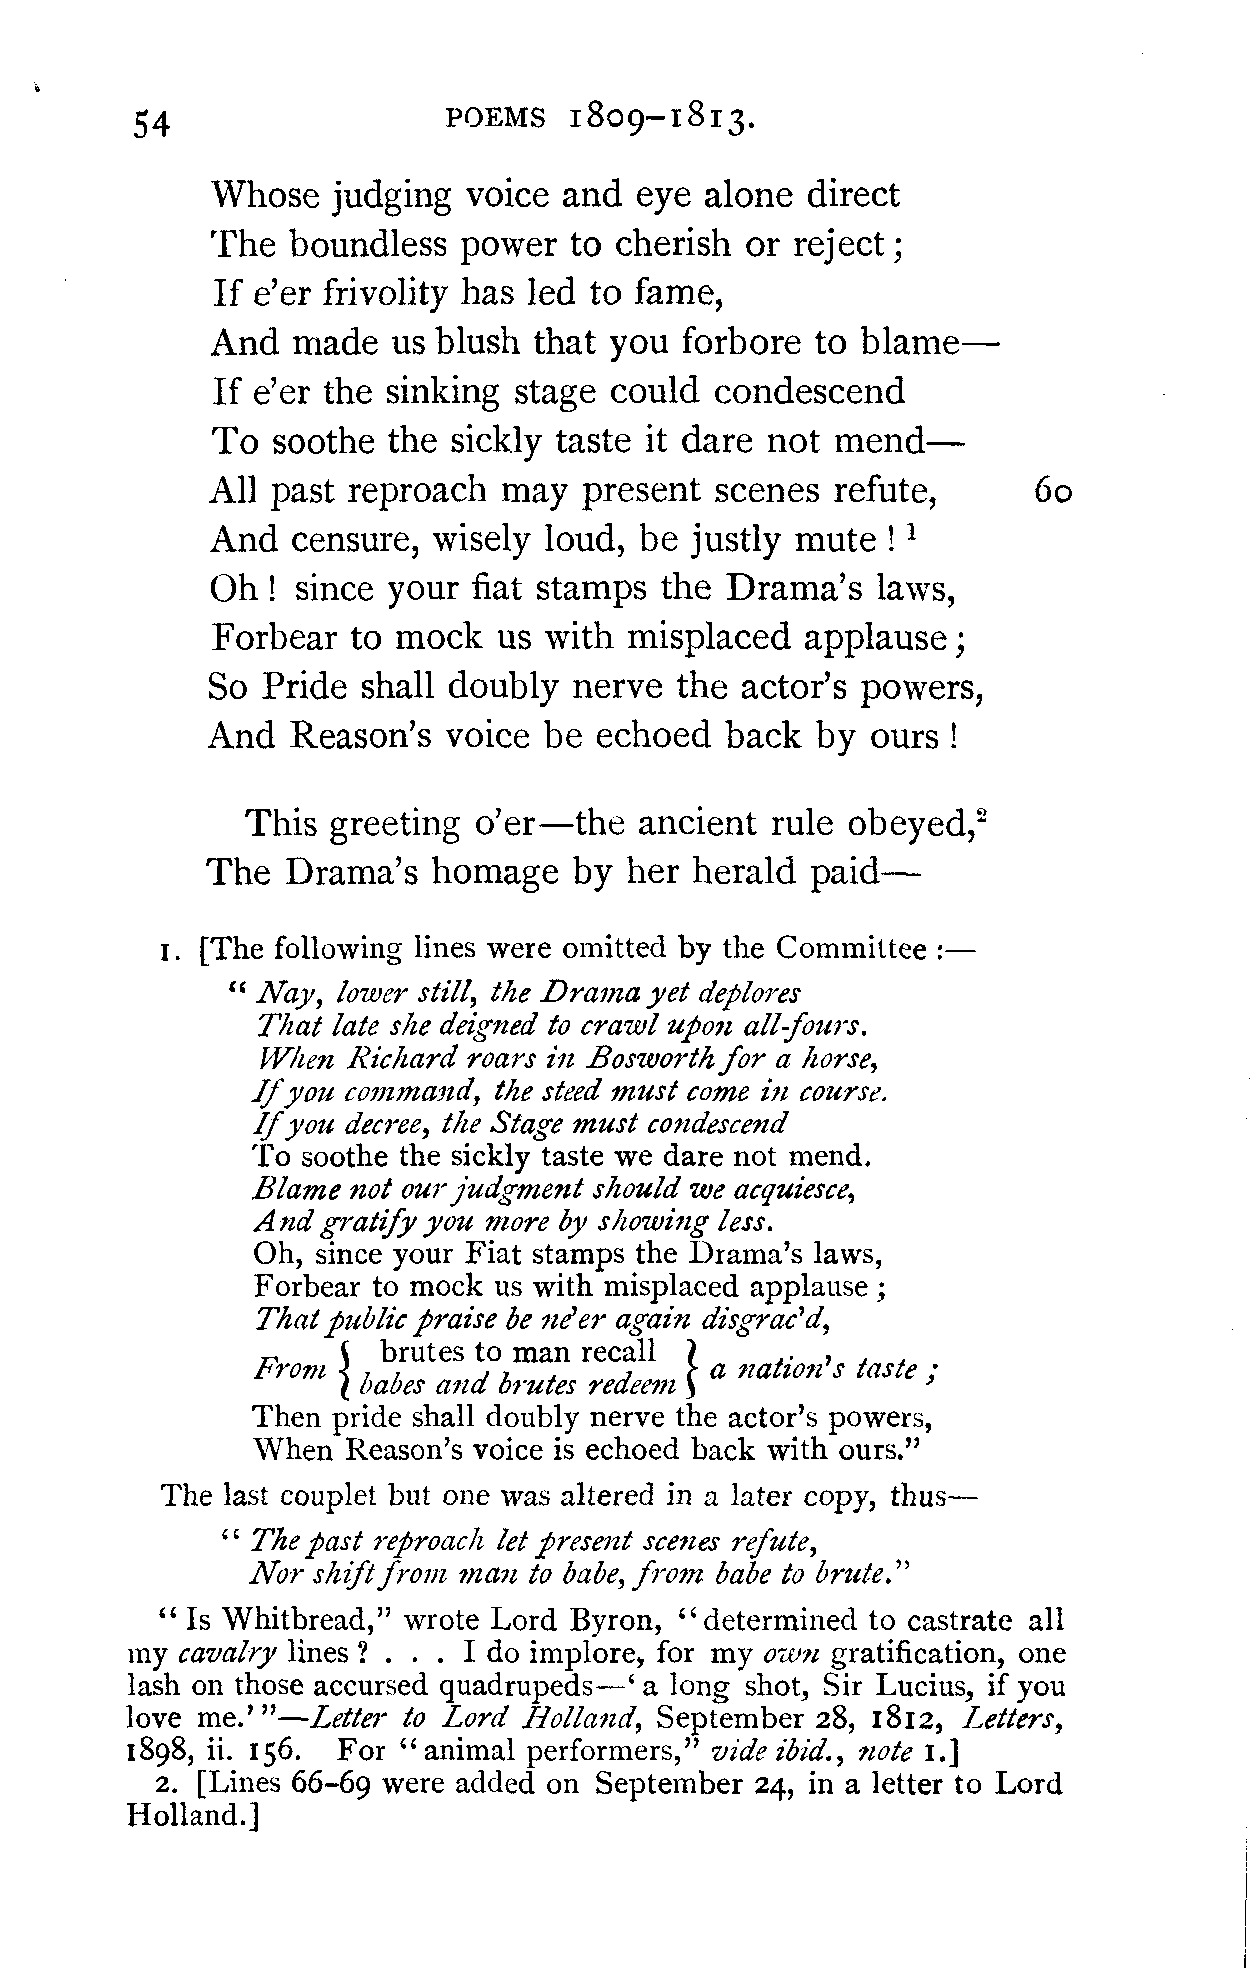 54 POEMS 1809–1813.
Whose judging voice and eye alone direct
The boundless power to cherish or reject;
If e'er frivolity has led to fame,
And made us blush that you forbore to blame—
If e'er the sinking stage could condescend
To soothe the sickly taste it dare not mend—
All past reproach may present scenes refute, 60
And censure, wisely loud, be justly mute! ¹
Oh! since your fiat stamps the Drama's laws,
Forbear to mock us with misplaced applause;
So Pride shall doubly nerve the actor's powers,
And Reason's voice be echoed back by ours!
This greeting o'er—the ancient rule obeyed,²
The Drama's homage by her herald paid—
1. [The following lines were omitted by the Committee:—
"Nay, lower still, the Drama yet deplores
That late she deigned to crawl upon all-fours.
When Richard roars in Bosworth for a horse,
If you command, the steed must come in course.
If you decree, the Stage must condescend
To soothe the sickly taste we dare not mend.
Blame not our judgment should we acquiesce,
And gratify you more by showing less.
Oh, since your Fiat stamps the Drama's laws,
Forbear to mock us with misplaced applause;
That public praise be ne'er again disgrac'd,
From { brutes to man recall } a nation's taste;
{ babes and brutes redeem }
Then pride shall doubly nerve the actor's powers,
When Reason's voice is echoed back with ours."
The last couplet but one was altered in a later copy, thus—
"The past reproach let present scenes refute,
Nor shift from man to babe, from babe to brute."
"Is Whitbread," wrote Lord Byron, "determined to castrate all
my cavalry lines? . . . I do implore, for my own gratification, one
lash on those accursed quadrupeds—'a long shot, Sir Lucius, if you
love me.'"—Letter to Lord Holland, September 28, 1812, Letters,
1898, ii. 156. For "animal performers," vide ibid., note 1.]
2. [Lines 66–69 were added on September 24, in a letter to Lord
Holland.]